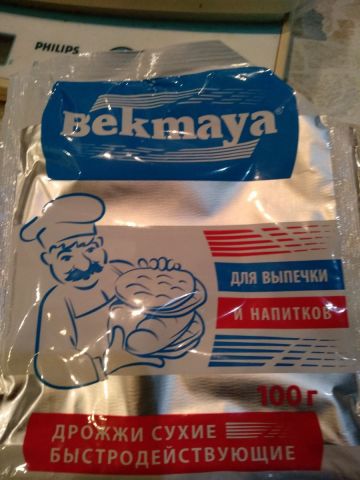 PHILIPS
Bekmaya
ДЛЯ ВЫПЕЧКИ
И НАПИТКОВ
100 г
ДРОЖЖИ СУХИЕ
БЫСТРОДЕЙСТВУЮЩИЕ